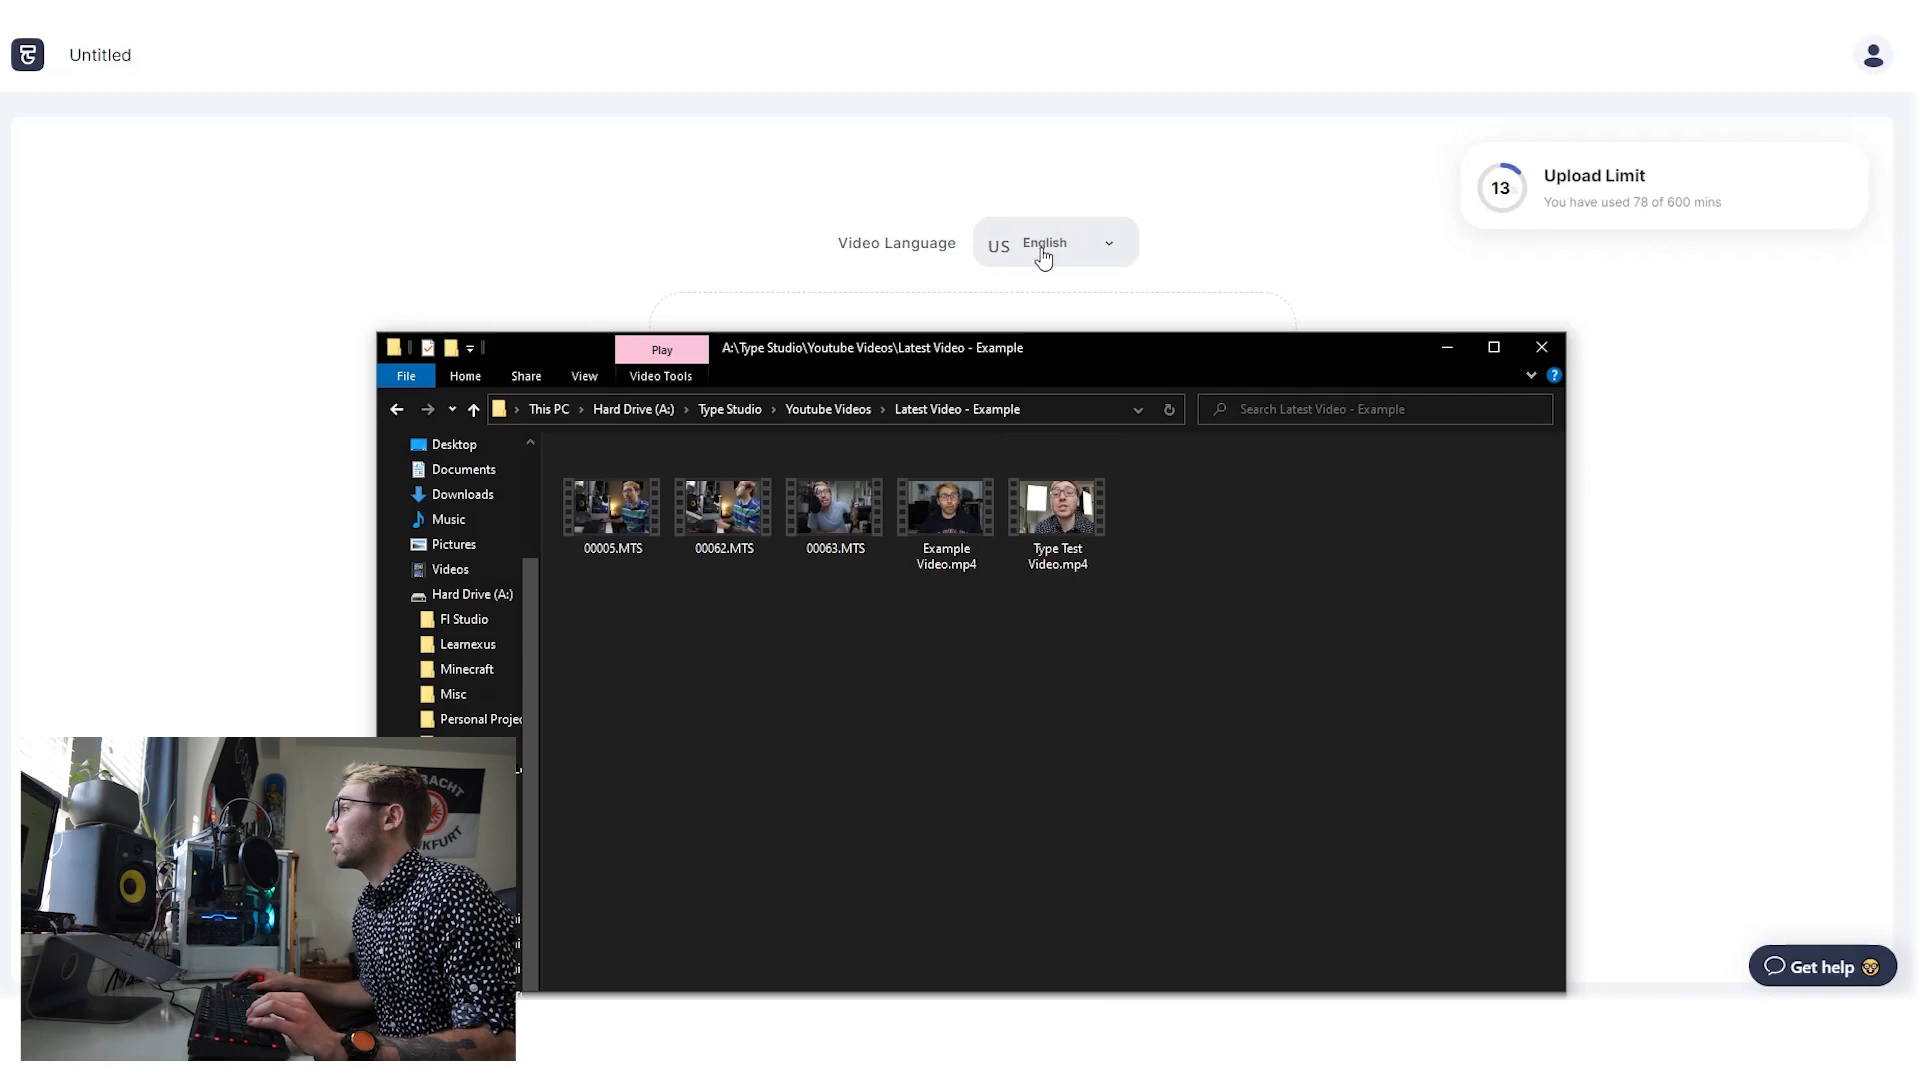 Untitled
13
Upload Limit
You have used 78 of 600 mins
Video Language
US English
Play
A:\Type Studio\Youtube Videos\Latest Video - Example
File
Home
Share
View
Video Tools
This PC
Hard Drive (A:)
Type Studio
Youtube Videos
Latest Video - Example
Search Latest Video - Example
Desktop
Documents
Downloads
Music
Pictures
Videos
Hard Drive (A:)
Fl Studio
Learnexus
Minecraft
Misc
Personal Projec
00005.MTS
00062.MTS
00063.MTS
Example
Video.mp4
Type Test
Video.mp4
Get help